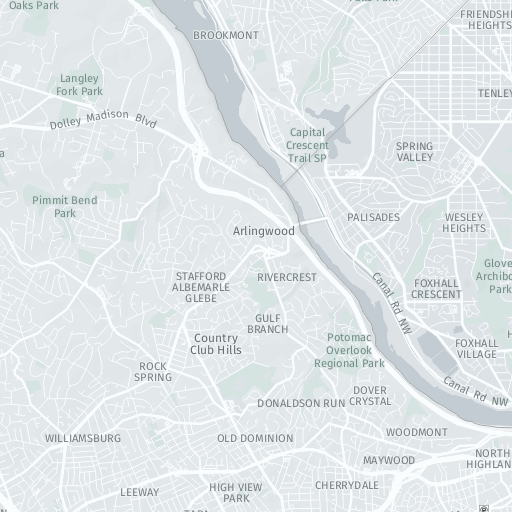 Oaks Park
BROOKMONT
FRIENDSHIP
HEIGHTS
Langley
Fork Park
TENLEY
Dolley Madison Blvd
Capital
Crescent
Trail SP
SPRING
VALLEY
Pimmit Bend
Park
PALISADES
WESLEY
HEIGHTS
Arlingwood
STAFFORD
ALBEMARLE
GLEBE
RIVERCREST
Canal Rd NW
FOXHALL
CRESCENT
Glove
Archibo
Park
GULF
BRANCH
Country
Club Hills
Potomac
Overlook
Regional Park
FOXHALL
VILLAGE
ROCK
SPRING
Canal Rd NW
DOVER
CRYSTAL
DONALDSON RUN
WILLIAMSBURG
OLD DOMINION
WOODMONT
MAYWOOD
NORTH
HIGHLAN
LEEWAY
HIGH VIEW
PARK
CHERRYDALE